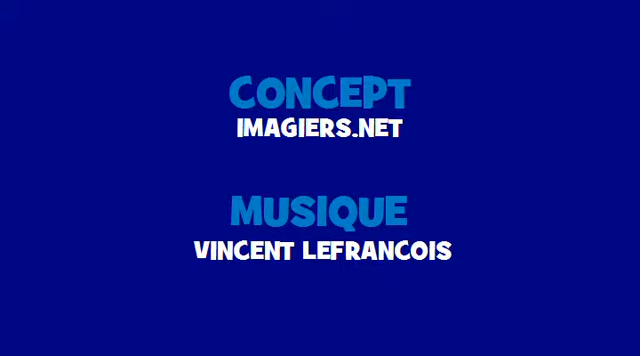 CONCEPT
IMAGIERS.NET
MUSIQUE
VINCENT LEFRANCOIS